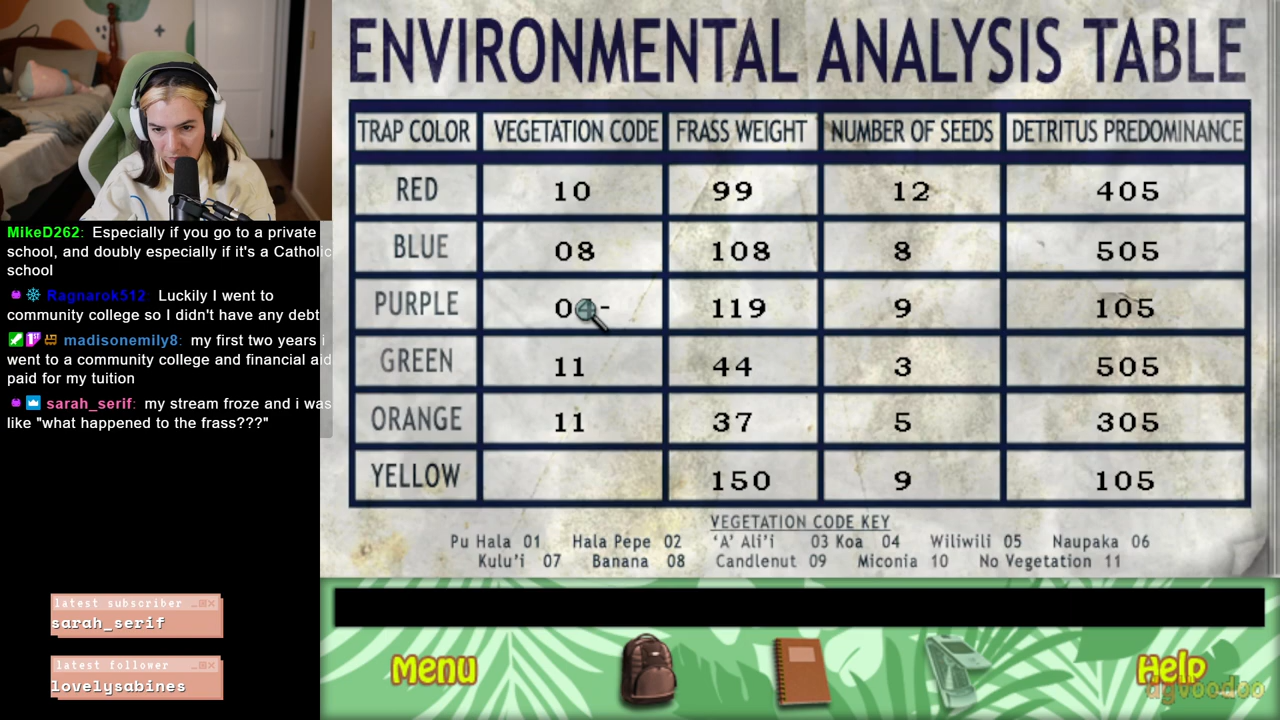 ENVIRONMENTAL ANALYSIS TABLE
TRAP COLOR VEGETATION CODE FRASS WEIGHT NUMBER OF SEEDS DETRITUS PREDOMINANCE
RED 10 99 12 405
BLUE 08 108 8 505
PURPLE 04- 119 9 105
GREEN 11 44 3 505
ORANGE 11 37 5 305
YELLOW 150 9 105
VEGETATION CODE KEY
Pu Hala 01 Hala Pepe 02 'A' Ali'i 03 Koa 04 Wiliwili 05 Naupaka 06
Kulu'i 07 Banana 08 Candlenut 09 Miconia 10 No Vegetation 11
MikeD262: Especially if you go to a private
school, and doubly especially if it's a Catholic
school
Ragnarok512: Luckily I went to
community college so I didn't have any debt
madisonemily8: my first two years i
went to a community college and financial aid
paid for my tuition
sarah_serif: my stream froze and i was
like "what happened to the frass???"
latest subscriber
sarah_serif
latest follower
lovelysabines
Menu
Help
dgVoodoo